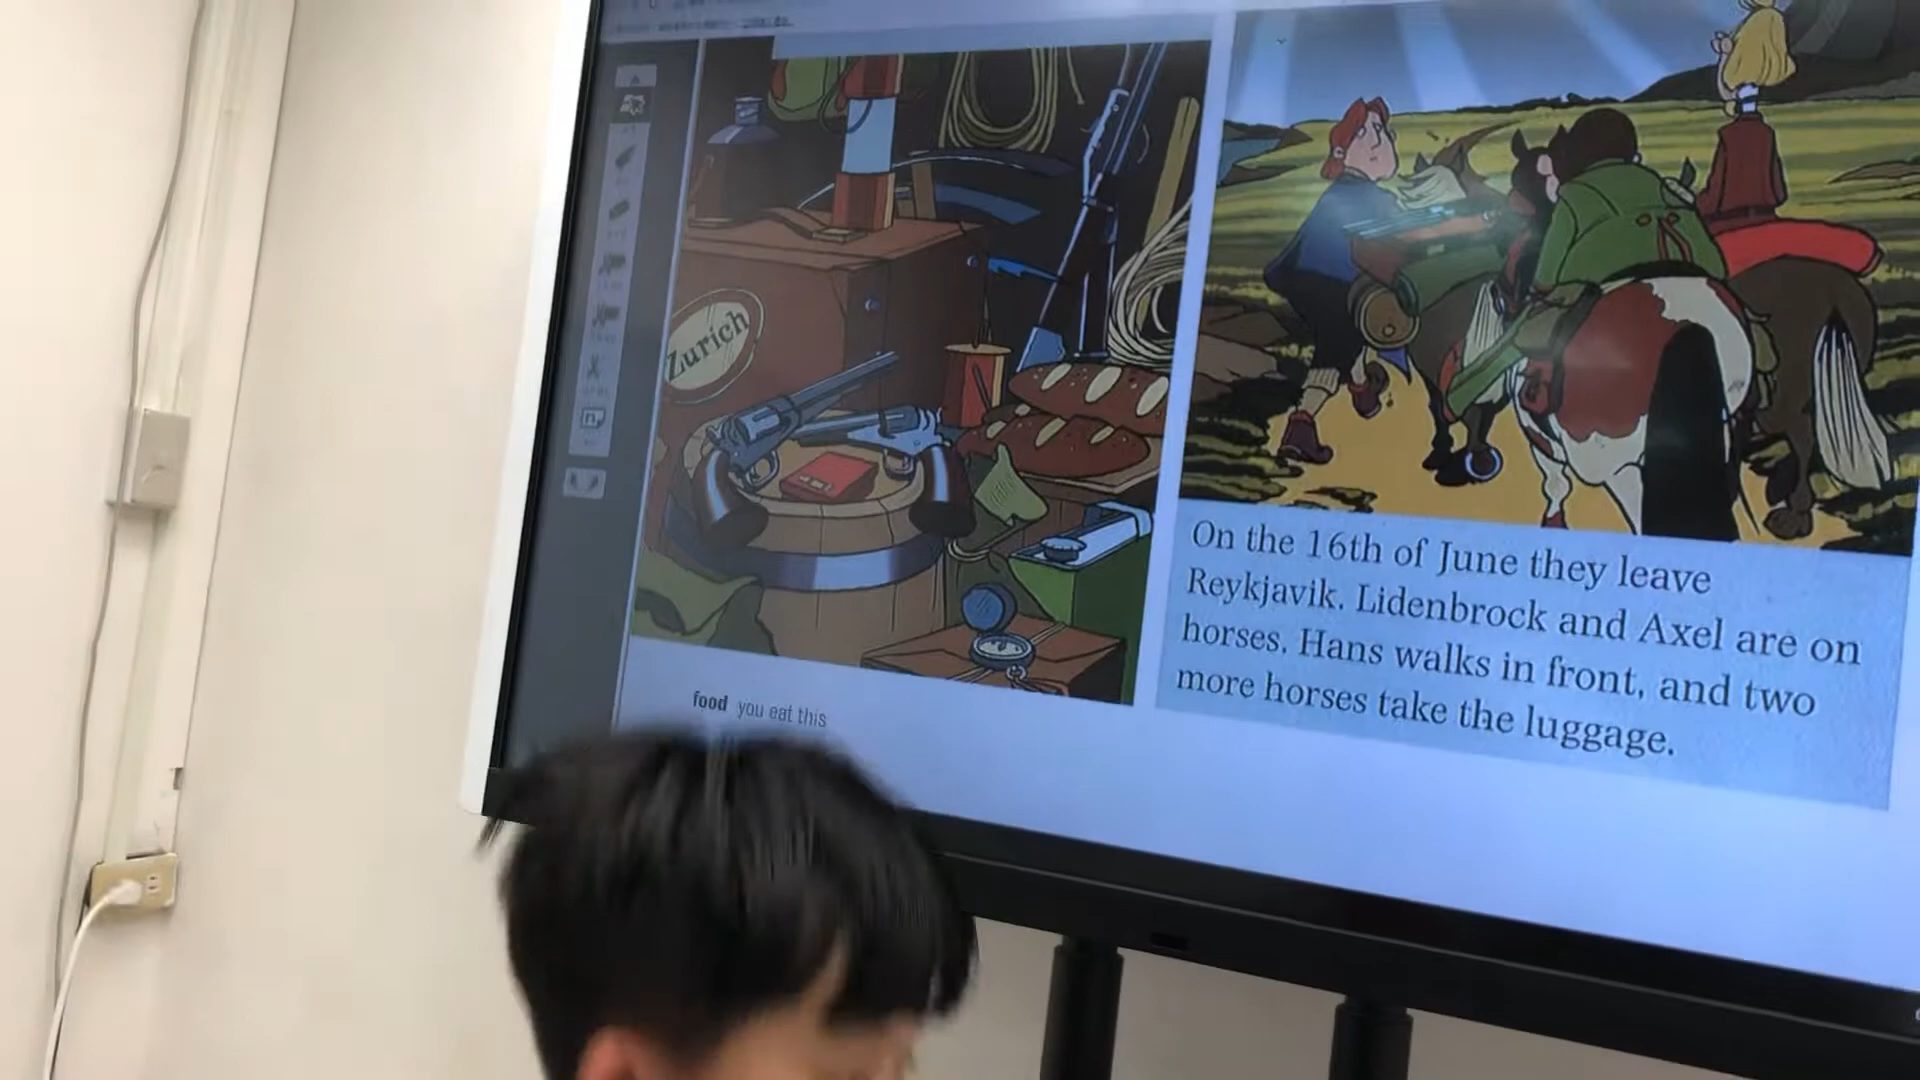 Zurich
food you eat this
On the 16th of June they leave
Reykjavik. Lidenbrock and Axel are on
horses. Hans walks in front, and two
more horses take the luggage.